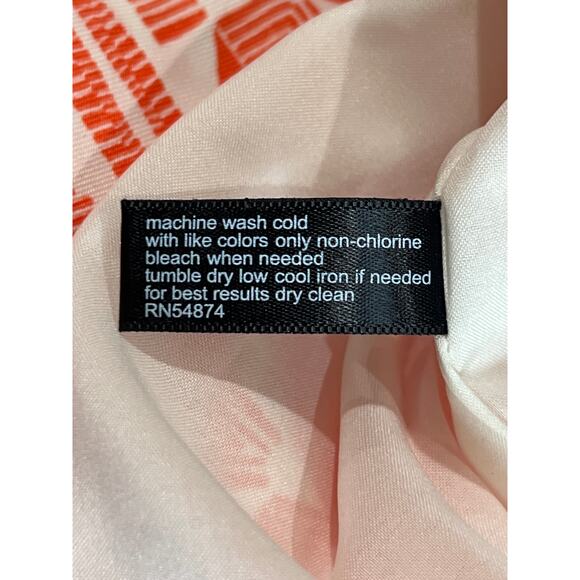 machine wash cold
with like colors only non-chlorine
bleach when needed
tumble dry low cool iron if needed
for best results dry clean
RN54874